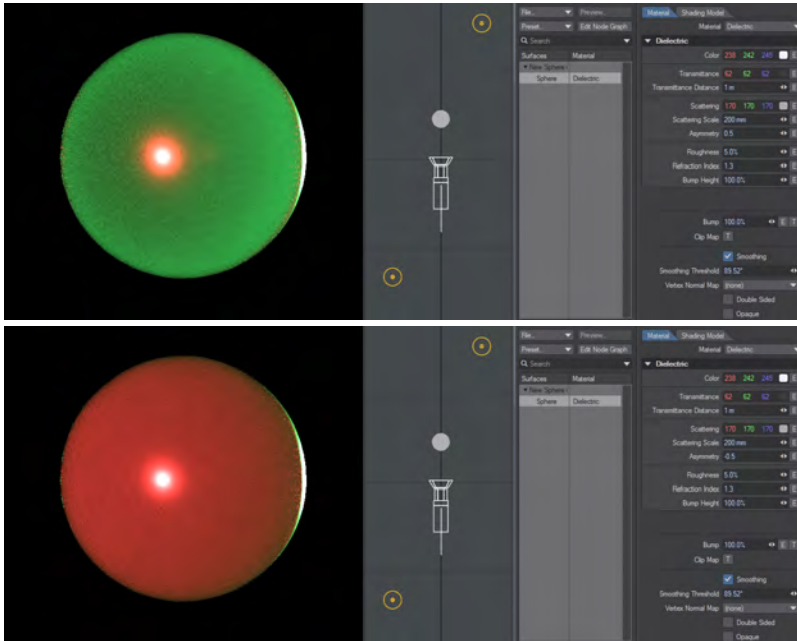 File... Preview...
Preset... Edit Node Graph
Search
Surfaces Material
New Sphere
Sphere Dielectric
Material Shading Model
Material Dielectric
Dielectric
Color 238 242 245 E
Transmittance 62 62 62 E
Transmittance Distance 1 m E
Scattering 170 170 170 E
Scattering Scale 200 mm E
Asymmetry 0.5 E
Roughness 5.0% E
Refraction Index 1.3 E
Bump Height 100.0% E
Bump 100.0% E T
Clip Map T
Smoothing
Smoothing Threshold 89.52°
Vertex Normal Map (none)
Double Sided
Opaque
File... Preview...
Preset... Edit Node Graph
Search
Surfaces Material
New Sphere
Sphere Dielectric
Material Shading Model
Material Dielectric
Dielectric
Color 238 242 245 E
Transmittance 62 62 62 E
Transmittance Distance 1 m E
Scattering 170 170 170 E
Scattering Scale 200 mm E
Asymmetry -0.5 E
Roughness 5.0% E
Refraction Index 1.3 E
Bump Height 100.0% E
Bump 100.0% E T
Clip Map T
Smoothing
Smoothing Threshold 89.52°
Vertex Normal Map (none)
Double Sided
Opaque